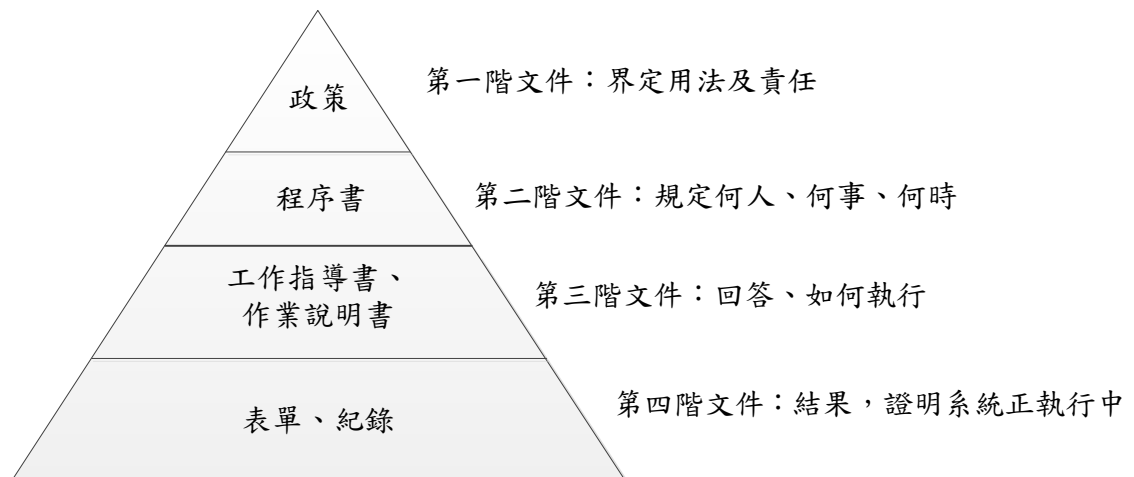 政策
第一階文件：界定用法及責任
程序書
第二階文件：規定何人、何事、何時
工作指導書、
作業說明書
第三階文件：回答、如何執行
表單、紀錄
第四階文件：結果，證明系統正執行中